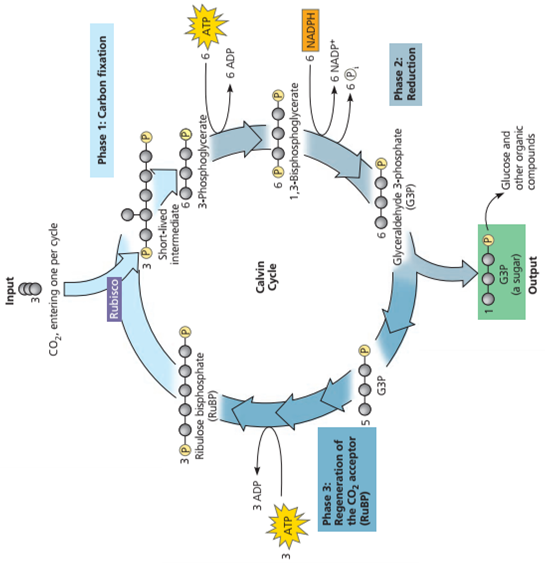 Input
3
CO₂, entering one per cycle
Rubisco
Phase 1: Carbon fixation
3 P P
Short-lived
intermediate
3 P P
Ribulose bisphosphate
(RuBP)
6 P
3-Phosphoglycerate
6 ATP
6 ADP
6 P P
1,3-Bisphosphoglycerate
Calvin
Cycle
6 NADPH
6 NADP⁺
6 Pᵢ
Phase 2:
Reduction
6 P
Glyceraldehyde 3-phosphate
(G3P)
5 P
G3P
3 ATP
3 ADP
Phase 3:
Regeneration of
the CO₂ acceptor
(RuBP)
1 P
G3P
(a sugar)
Output
Glucose and
other organic
compounds